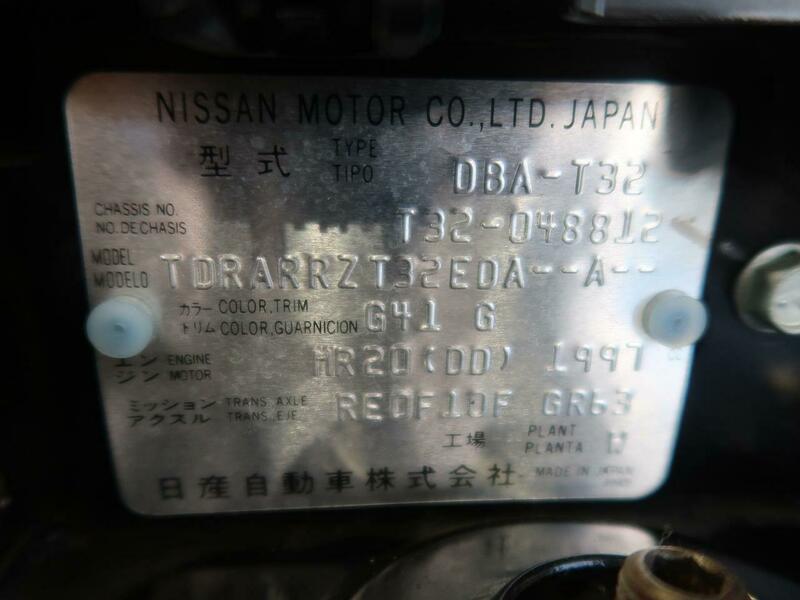 NISSAN MOTOR CO.,LTD. JAPAN
型式 TYPE TIPO DBA-T32
CHASSIS NO. NO.DECHASIS T32-048812
MODEL MODELO TDRARRZT32EDA--A--
カラー COLOR,TRIM
トリム COLOR,GUARNICION G41 G
エンジン ENGINE MOTOR MR20(DD) 1997
ミッション TRANS. AXLE
アクスル TRANS. EJE RE0F10F GR63
工場 PLANT PLANTA W
日産自動車株式会社 MADE IN JAPAN